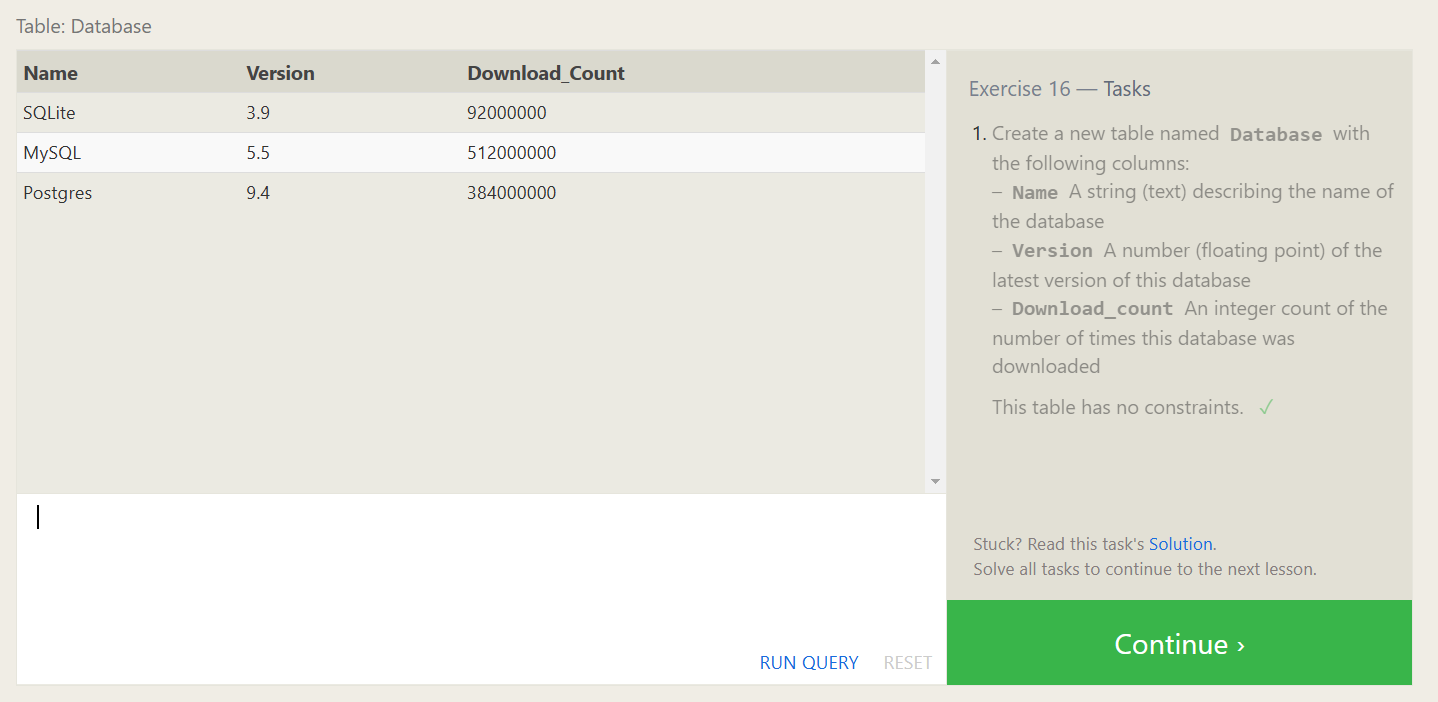 Table: Database
Name Version Download_Count
SQLite 3.9 92000000
MySQL 5.5 512000000
Postgres 9.4 384000000
RUN QUERY RESET
Exercise 16 — Tasks
1. Create a new table named Database with
the following columns:
– Name A string (text) describing the name of
the database
– Version A number (floating point) of the
latest version of this database
– Download_count An integer count of the
number of times this database was
downloaded
This table has no constraints. ✓
Stuck? Read this task's Solution.
Solve all tasks to continue to the next lesson.
Continue ›